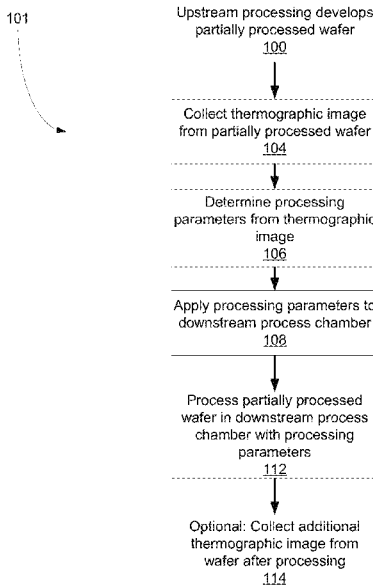 101
Upstream processing develops
partially processed wafer
100
Collect thermographic image
from partially processed wafer
104
Determine processing
parameters from thermographic
image
106
Apply processing parameters to
downstream process chamber
108
Process partially processed
wafer in downstream process
chamber with processing
parameters
112
Optional: Collect additional
thermographic image from
wafer after processing
114